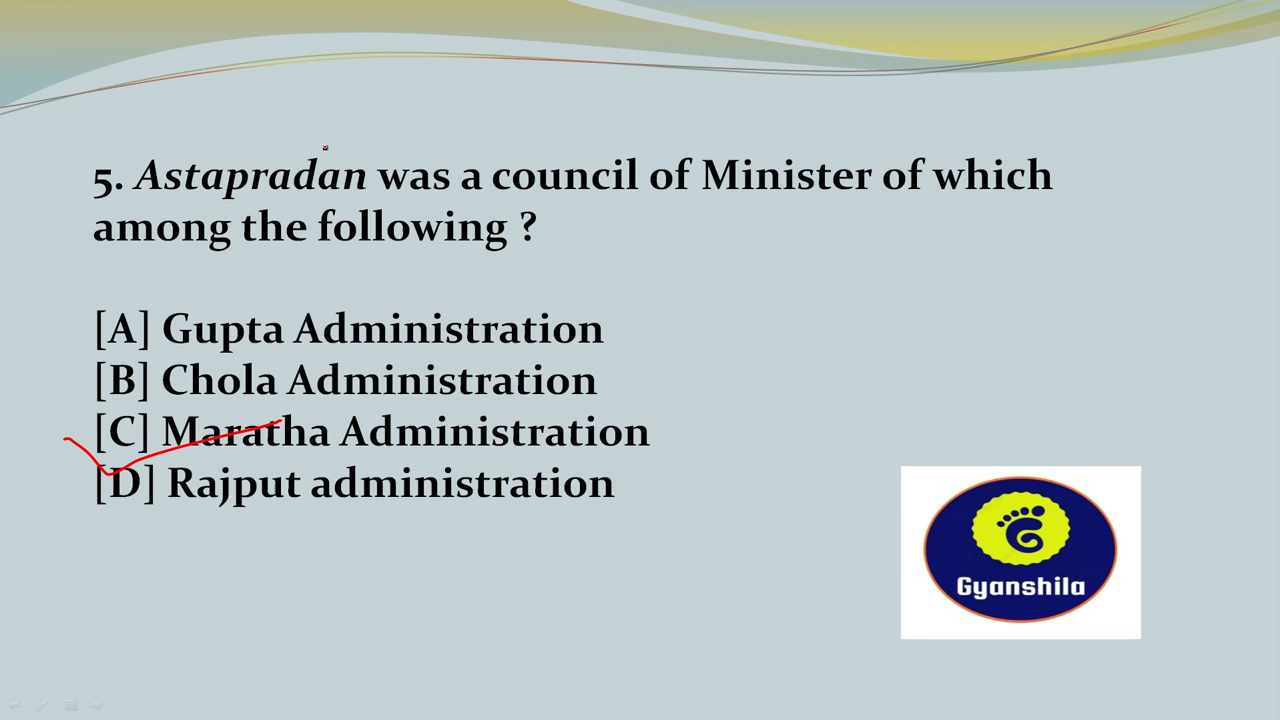 5. Astapradan was a council of Minister of which
among the following ?
[A] Gupta Administration
[B] Chola Administration
[C] Maratha Administration
[D] Rajput administration
Gyanshila